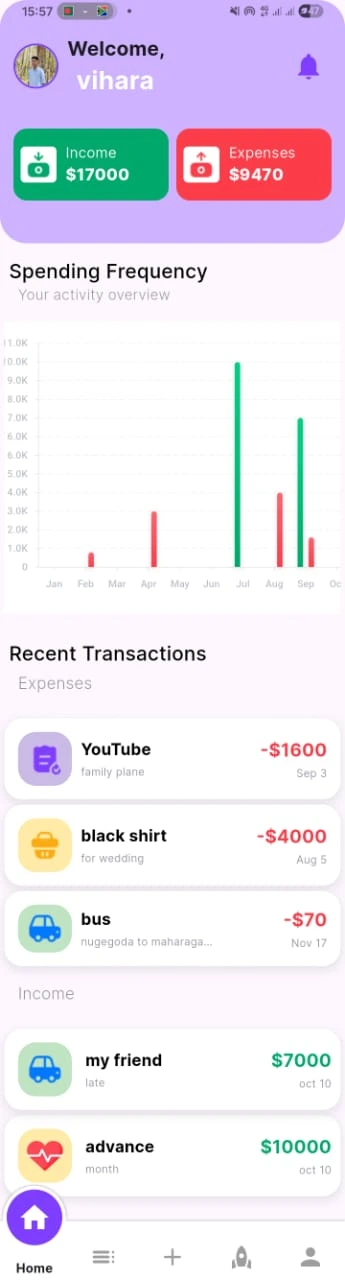 15:57
47
Welcome,
vihara
Income
$17000
Expenses
$9470
Spending Frequency
Your activity overview
11.0K
10.0K
9.0K
8.0K
7.0K
6.0K
5.0K
4.0K
3.0K
2.0K
1.0K
0
Jan Feb Mar Apr May Jun Jul Aug Sep Oc
Recent Transactions
Expenses
YouTube -$1600
family plane Sep 3
black shirt -$4000
for wedding Aug 5
bus -$70
nugegoda to maharaga... Nov 17
Income
my friend $7000
late oct 10
advance $10000
month oct 10
Home